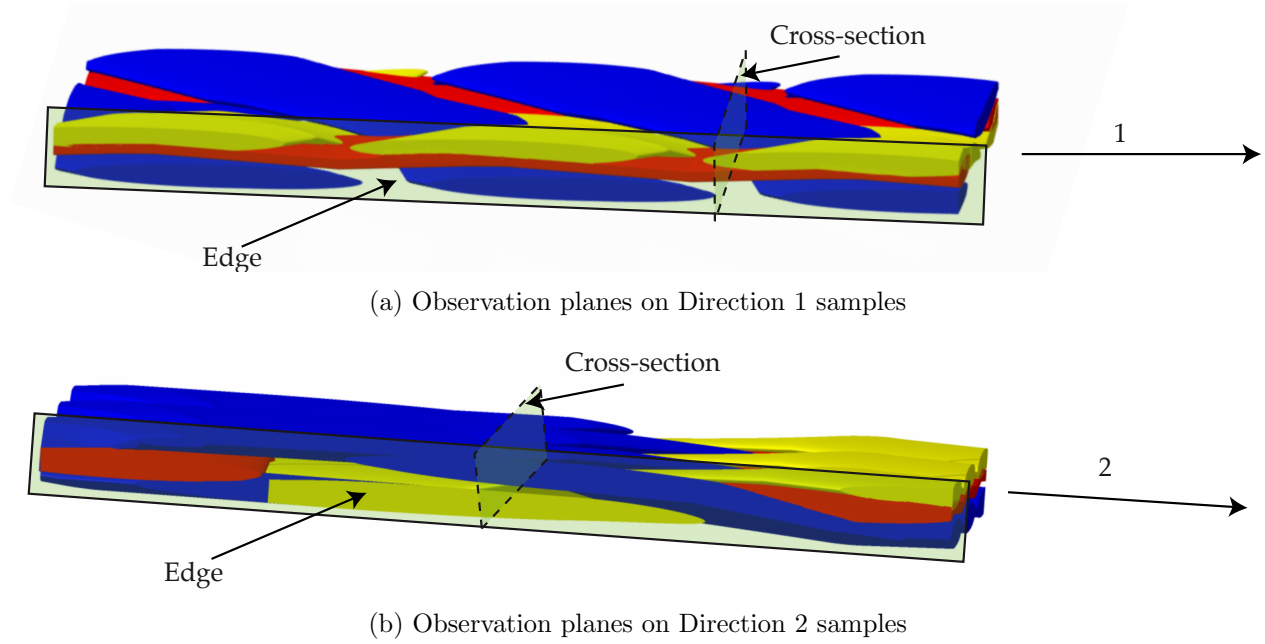 Cross-section
1
Edge
(a) Observation planes on Direction 1 samples
Cross-section
2
Edge
(b) Observation planes on Direction 2 samples